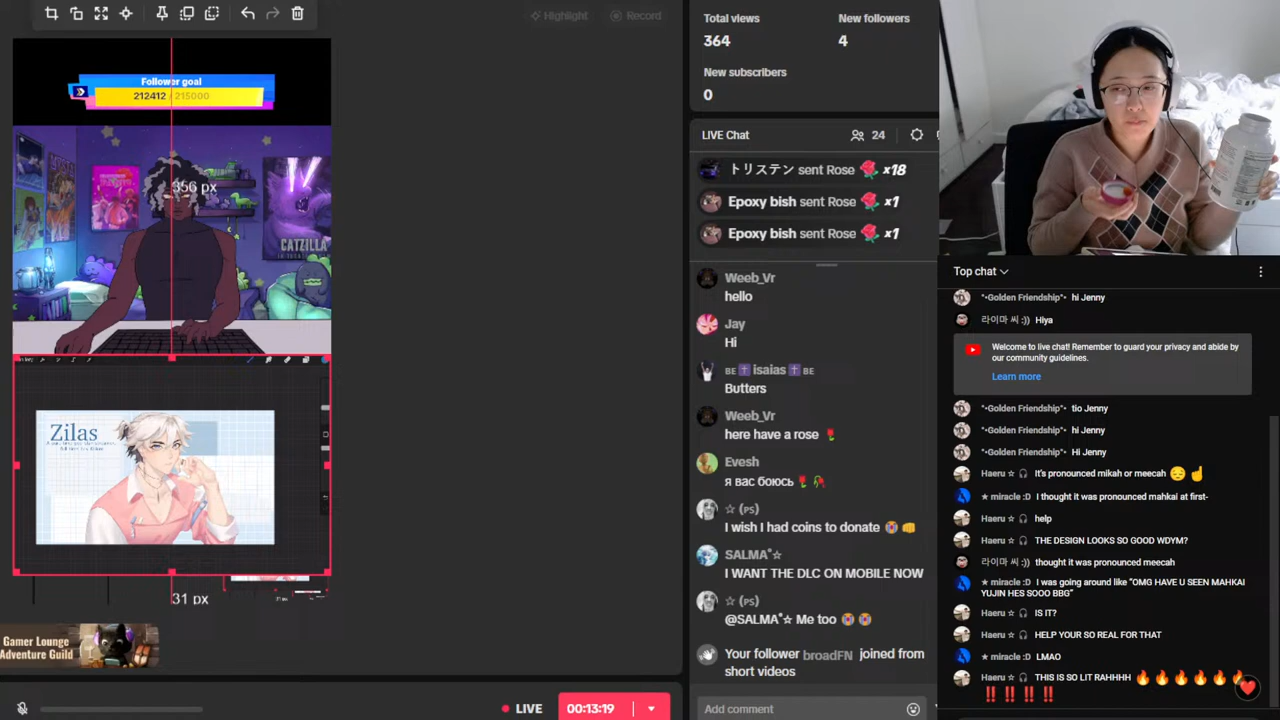 Highlight
Record
Follower goal
212412 / 215000
356 px
CATZILLA
Zilas
31 px
Gamer Lounge
Adventure Guild
LIVE
00:13:19
Total views
364
New followers
4
New subscribers
0
LIVE Chat
24
トリステン sent Rose 🌹 x18
Epoxy bish sent Rose 🌹 x1
Epoxy bish sent Rose 🌹 x1
Weeb_Vr
hello
Jay
Hi
BE✝️isaias✝️BE
Butters
Weeb_Vr
here have a rose 🌹
Evesh
я вас боюсь🌹🥀
☆ (ᴘs)
I wish I had coins to donate 😭👊
SALMA˚☆
I WANT THE DLC ON MOBILE NOW
☆ (ᴘs)
@SALMA˚☆ Me too 😭😭
Your follower broadFN joined from
short videos
Add comment
Top chat
"•Golden Friendship"• hi Jenny
라이마 씨 :)) Hiya
Welcome to live chat! Remember to guard your privacy and abide by
our community guidelines.
Learn more
"•Golden Friendship"• tio Jenny
"•Golden Friendship"• hi Jenny
"•Golden Friendship"• Hi Jenny
Haeru ☆ 🎧 It's pronounced mikah or meecah 😔☝️
★ miracle :D I thought it was pronounced mahkai at first-
Haeru ☆ 🎧 help
Haeru ☆ 🎧 THE DESIGN LOOKS SO GOOD WDYM?
라이마 씨 :)) thought it was pronounced meecah
★ miracle :D I was going around like "OMG HAVE U SEEN MAHKAI
YUJIN HES SOOO BBG"
Haeru ☆ 🎧 IS IT?
Haeru ☆ 🎧 HELP YOUR SO REAL FOR THAT
★ miracle :D LMAO
Haeru ☆ 🎧 THIS IS SO LIT RAHHHH 🔥🔥🔥🔥🔥🔥
‼️‼️‼️‼️